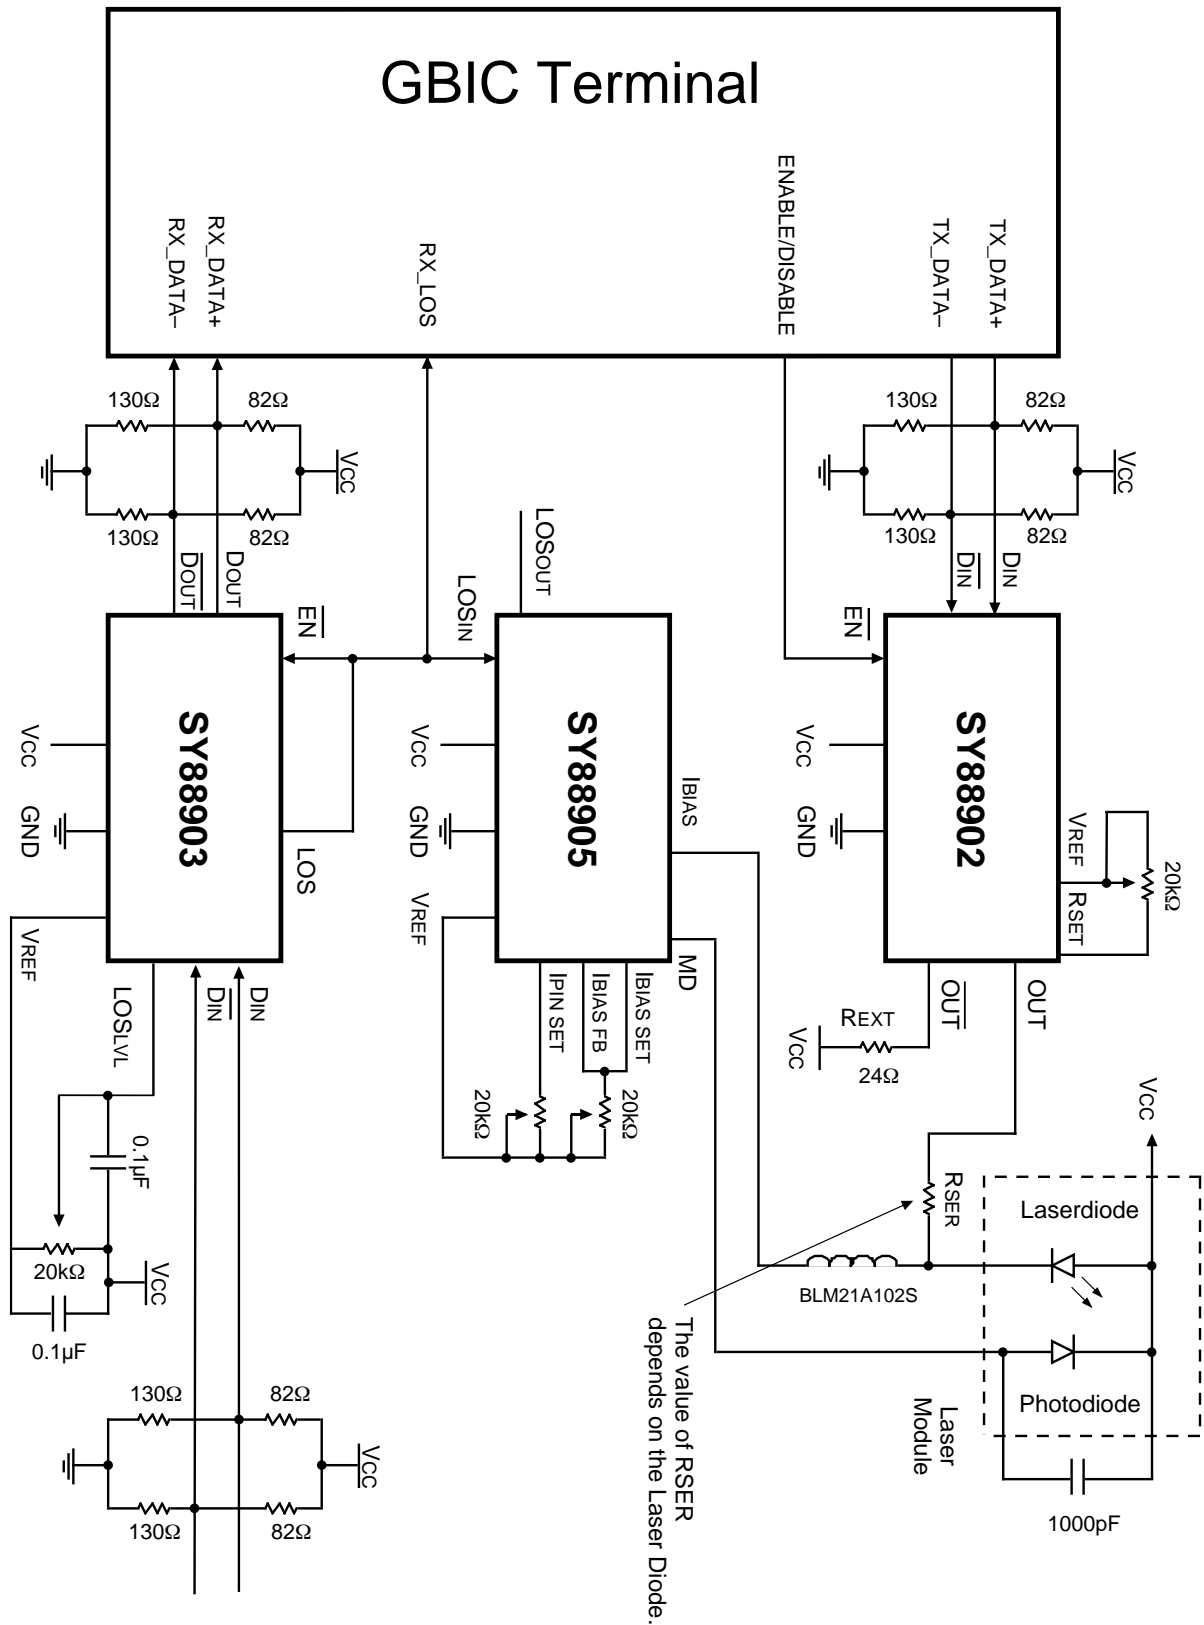 GBIC Terminal
RX_DATA–
RX_DATA+
RX_LOS
ENABLE/DISABLE
TX_DATA–
TX_DATA+
130Ω
82Ω
VCC
130Ω
82Ω
DOUT
DOUT
130Ω
82Ω
VCC
130Ω
82Ω
DIN
DIN
LOSOUT
LOSIN
EN
EN
SY88903
SY88905
SY88902
VCC
GND
VREF
LOS
VCC
GND
VREF
IBIAS
MD
VCC
GND
VREF
RSET
20kΩ
LOSLVL
DIN
DIN
IPIN SET
IBIAS FB
IBIAS SET
20kΩ
20kΩ
OUT
OUT
REXT
24Ω
VCC
0.1µF
20kΩ
VCC
0.1µF
RSER
BLM21A102S
VCC
Laserdiode
Photodiode
Laser
Module
1000pF
The value of RSER
depends on the Laser Diode.
130Ω
82Ω
VCC
130Ω
82Ω